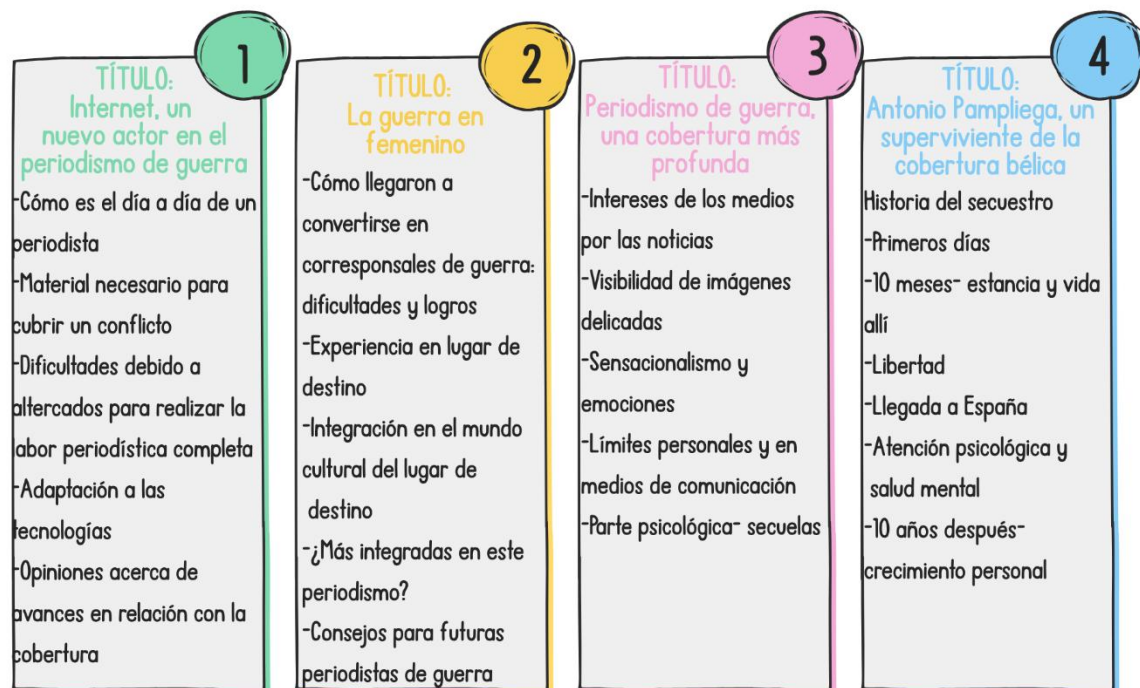 1
TÍTULO:
Internet, un
nuevo actor en el
periodismo de guerra
-Cómo es el día a día de un
periodista
-Material necesario para
cubrir un conflicto
-Dificultades debido a
altercados para realizar la
labor periodística completa
-Adaptación a las
tecnologías
-Opiniones acerca de
avances en relación con la
cobertura
2
TÍTULO:
La guerra en
femenino
-Cómo llegaron a
convertirse en
corresponsales de guerra:
dificultades y logros
-Experiencia en lugar de
destino
-Integración en el mundo
cultural del lugar de
destino
-¿Más integradas en este
periodismo?
-Consejos para futuras
periodistas de guerra
3
TÍTULO:
Periodismo de guerra,
una cobertura más
profunda
-Intereses de los medios
por las noticias
-Visibilidad de imágenes
delicadas
-Sensacionalismo y
emociones
-Límites personales y en
medios de comunicación
-Parte psicológica- secuelas
4
TÍTULO:
Antonio Pampliega, un
superviviente de la
cobertura bélica
Historia del secuestro
-Primeros días
-10 meses- estancia y vida
allí
-Libertad
-Llegada a España
-Atención psicológica y
salud mental
-10 años después-
crecimiento personal